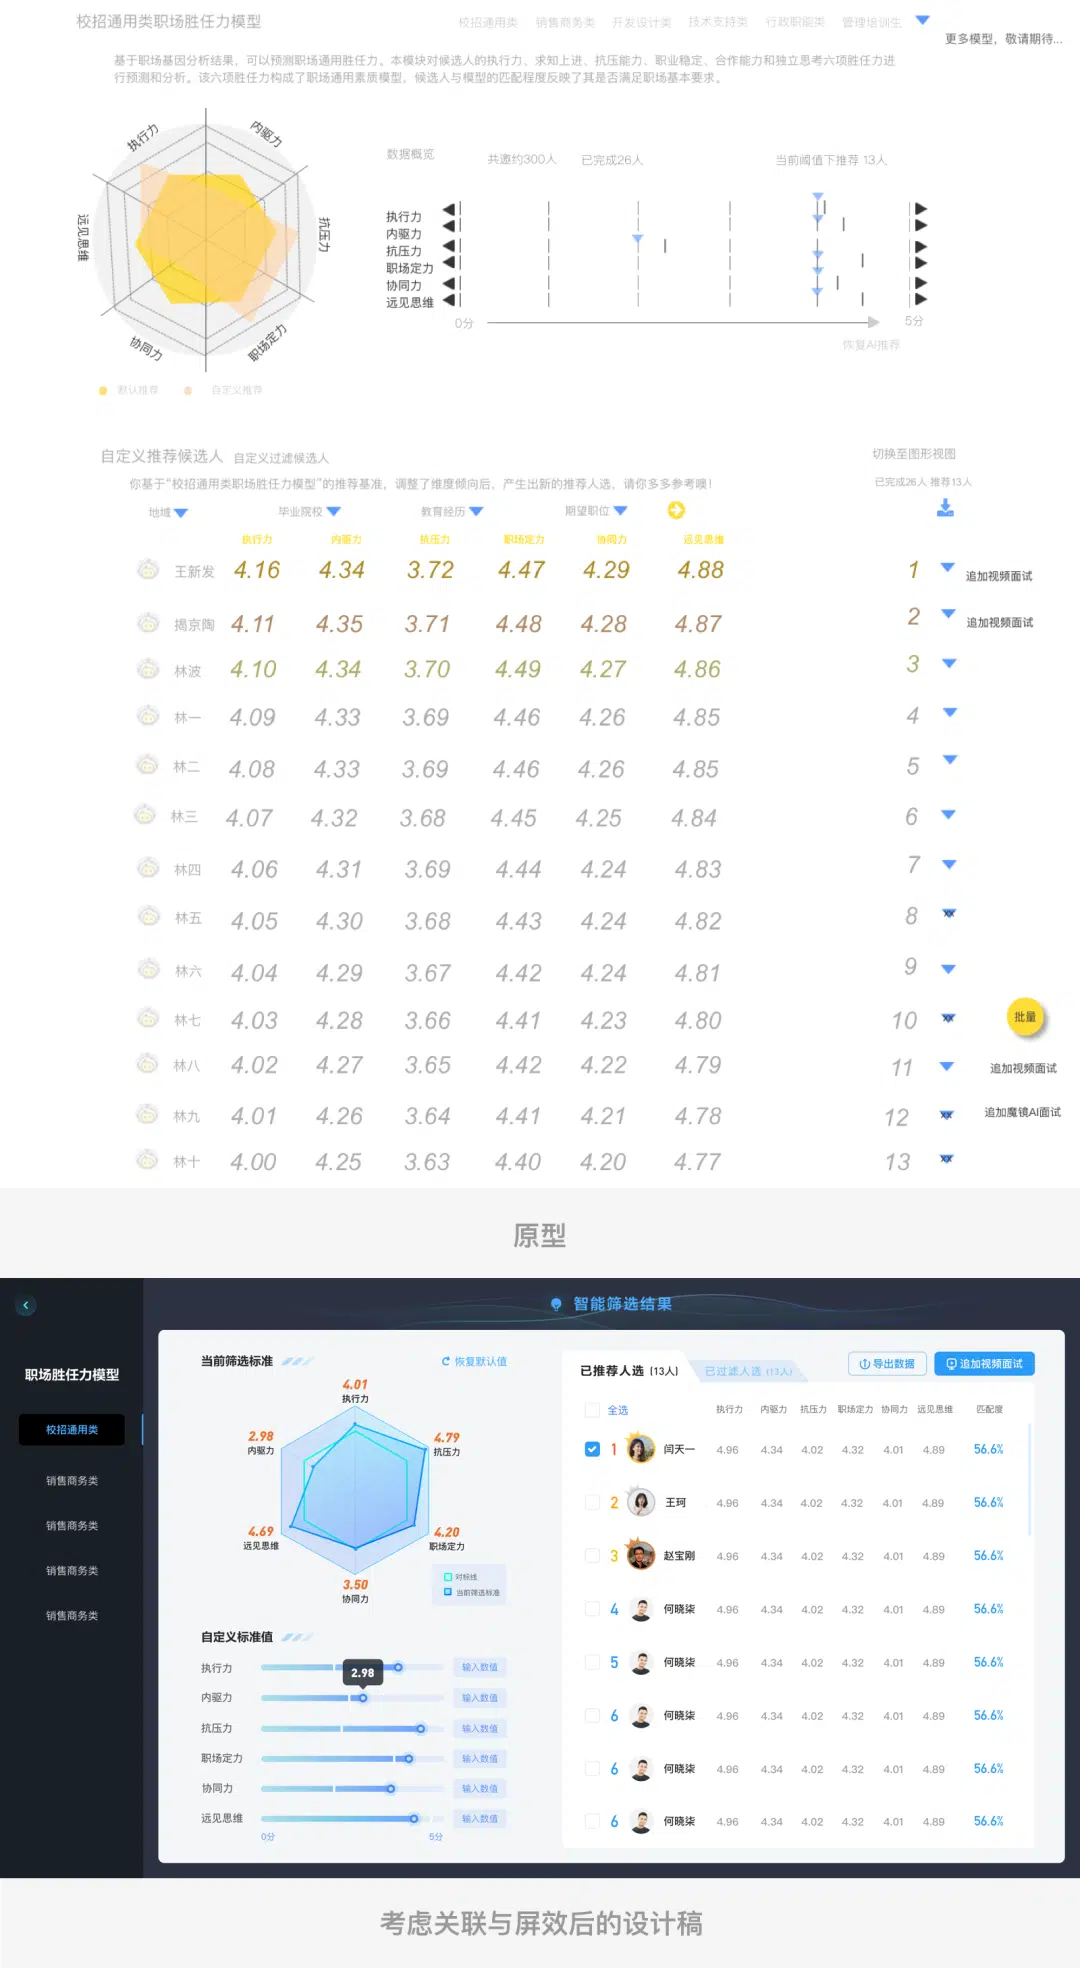 校招通用类职场胜任力模型
校招通用类 销售商务类 开发设计类 技术支持类 行政职能类 管理培训生
更多模型，敬请期待...
基于职场基因分析结果，可以预测职场通用胜任力。本模块对候选人的执行力、求知上进、抗压能力、职业稳定、合作能力和独立思考六项胜任力进
行预测和分析。该六项胜任力构成了职场通用素质模型，候选人与模型的匹配程度反映了其是否满足职场基本要求。
执行力
内驱力
远见思维
抗压力
协同力
职场定力
默认推荐 自定义推荐
数据概览 共邀约300人 已完成26人 当前阈值下推荐 13人
执行力
内驱力
抗压力
职场定力
协同力
远见思维
0分 5分
恢复AI推荐
自定义推荐候选人 自定义过滤候选人
切换至图形视图
你基于“校招通用类职场胜任力模型”的推荐基准，调整了维度倾向后，产生出新的推荐人选，请你多多参考噢！
已完成26人 推荐13人
地域 毕业院校 教育经历 期望职位
执行力 内驱力 抗压力 职场定力 协同力 远见思维
王新发 4.16 4.34 3.72 4.47 4.29 4.88 1 追加视频面试
揭京陶 4.11 4.35 3.71 4.48 4.28 4.87 2 追加视频面试
林波 4.10 4.34 3.70 4.49 4.27 4.86 3
林一 4.09 4.33 3.69 4.46 4.26 4.85 4
林二 4.08 4.33 3.69 4.46 4.26 4.85 5
林三 4.07 4.32 3.68 4.45 4.25 4.84 6
林四 4.06 4.31 3.69 4.44 4.24 4.83 7
林五 4.05 4.30 3.68 4.43 4.24 4.82 8
林六 4.04 4.29 3.67 4.42 4.24 4.81 9
林七 4.03 4.28 3.66 4.41 4.23 4.80 10 批量
林八 4.02 4.27 3.65 4.42 4.22 4.79 11 追加视频面试
林九 4.01 4.26 3.64 4.41 4.21 4.78 12 追加魔镜AI面试
林十 4.00 4.25 3.63 4.40 4.20 4.77 13
原型
智能筛选结果
职场胜任力模型
校招通用类
销售商务类
销售商务类
销售商务类
销售商务类
当前筛选标准 恢复默认值
4.01
执行力
2.98
内驱力
4.79
抗压力
4.69
远见思维
4.20
职场定力
3.50
协同力
对标线
当前筛选标准
自定义标准值
执行力 输入数值
2.98
内驱力 输入数值
抗压力 输入数值
职场定力 输入数值
协同力 输入数值
远见思维 输入数值
0分 5分
已推荐人选 (13人) 已过滤人选 (13人) 导出数据 追加视频面试
全选 执行力 内驱力 抗压力 职场定力 协同力 远见思维 匹配度
1 闫天一 4.96 4.34 4.02 4.32 4.01 4.89 56.6%
2 王珂 4.96 4.34 4.02 4.32 4.01 4.89 56.6%
3 赵宝刚 4.96 4.34 4.02 4.32 4.01 4.89 56.6%
4 何晓柒 4.96 4.34 4.02 4.32 4.01 4.89 56.6%
5 何晓柒 4.96 4.34 4.02 4.32 4.01 4.89 56.6%
6 何晓柒 4.96 4.34 4.02 4.32 4.01 4.89 56.6%
6 何晓柒 4.96 4.34 4.02 4.32 4.01 4.89 56.6%
6 何晓柒 4.96 4.34 4.02 4.32 4.01 4.89 56.6%
考虑关联与屏效后的设计稿